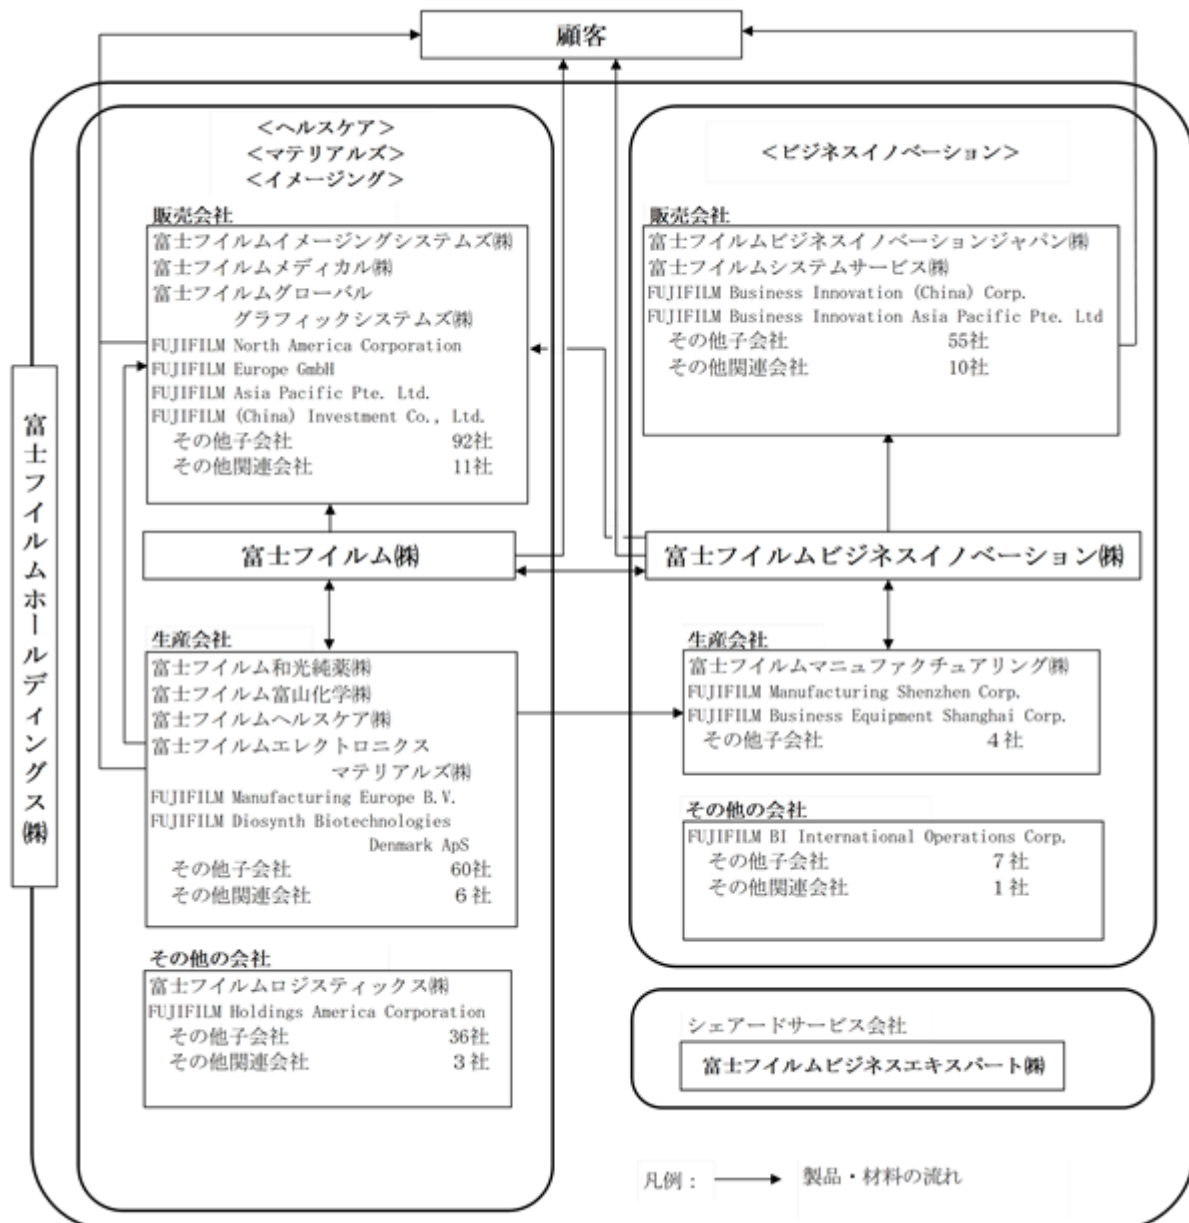 顧客
富士フイルムホールディングス㈱
＜ヘルスケア＞
＜マテリアルズ＞
＜イメージング＞
販売会社
富士フイルムイメージングシステムズ㈱
富士フイルムメディカル㈱
富士フイルムグローバル
グラフィックシステムズ㈱
FUJIFILM North America Corporation
FUJIFILM Europe GmbH
FUJIFILM Asia Pacific Pte. Ltd.
FUJIFILM (China) Investment Co., Ltd.
その他子会社 92社
その他関連会社 11社
富士フイルム㈱
生産会社
富士フイルム和光純薬㈱
富士フイルム富山化学㈱
富士フイルムヘルスケア㈱
富士フイルムエレクトロニクス
マテリアルズ㈱
FUJIFILM Manufacturing Europe B.V.
FUJIFILM Diosynth Biotechnologies
Denmark ApS
その他子会社 60社
その他関連会社 6社
その他の会社
富士フイルムロジスティックス㈱
FUJIFILM Holdings America Corporation
その他子会社 36社
その他関連会社 3社
＜ビジネスイノベーション＞
販売会社
富士フイルムビジネスイノベーションジャパン㈱
富士フイルムシステムサービス㈱
FUJIFILM Business Innovation (China) Corp.
FUJIFILM Business Innovation Asia Pacific Pte. Ltd
その他子会社 55社
その他関連会社 10社
富士フイルムビジネスイノベーション㈱
生産会社
富士フイルムマニュファクチュアリング㈱
FUJIFILM Manufacturing Shenzhen Corp.
FUJIFILM Business Equipment Shanghai Corp.
その他子会社 4社
その他の会社
FUJIFILM BI International Operations Corp.
その他子会社 7社
その他関連会社 1社
シェアードサービス会社
富士フイルムビジネスエキスパート㈱
凡例： 製品・材料の流れ